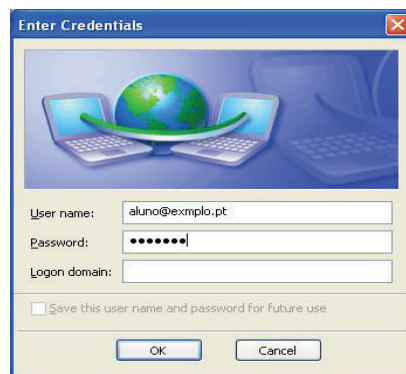 Enter Credentials
User name: aluno@exmplo.pt
Password: •••••••
Logon domain:
Save this user name and password for future use
OK Cancel